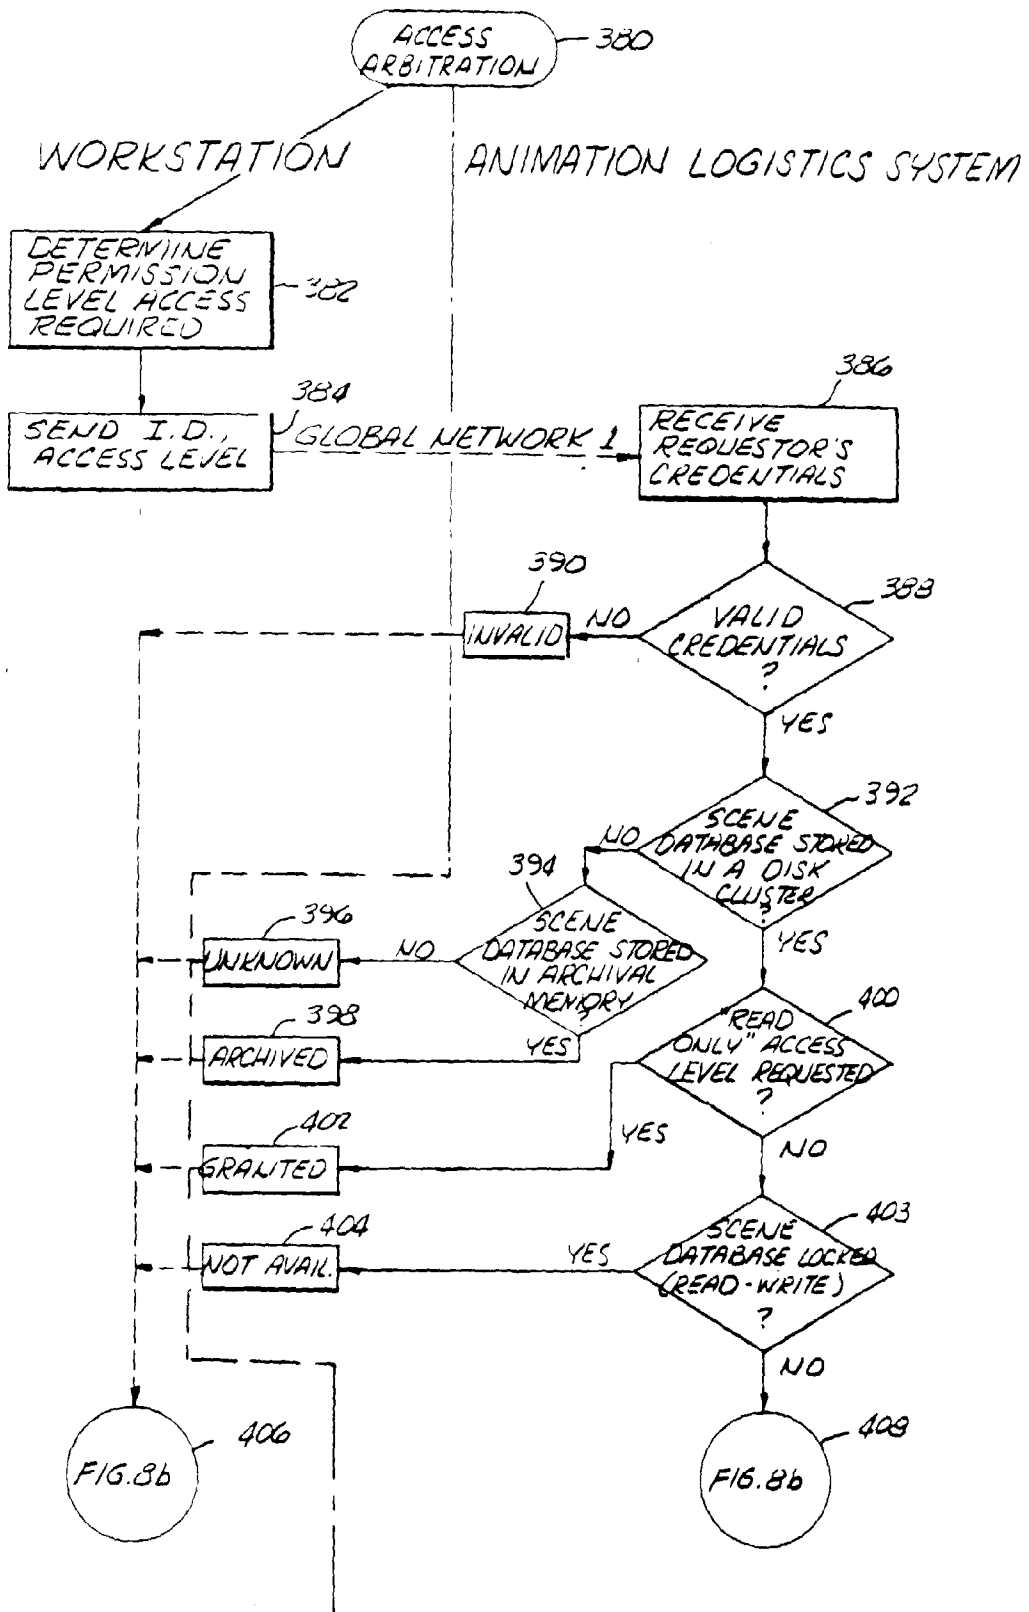 ACCESS
ARBITRATION
380
WORKSTATION
ANIMATION LOGISTICS SYSTEM
DETERMINE
PERMISSION
LEVEL ACCESS
REQUIRED
382
384
SEND I.D.,
ACCESS LEVEL
GLOBAL NETWORK 1
386
RECEIVE
REQUESTOR'S
CREDENTIALS
390
INVALID
NO
388
VALID
CREDENTIALS
?
YES
392
SCENE
DATABASE STORED
IN A DISK
CLUSTER
?
NO
YES
394
SCENE
DATABASE STORED
IN ARCHIVAL
MEMORY
?
NO
YES
396
UNKNOWN
398
ARCHIVED
400
"READ
ONLY" ACCESS
LEVEL REQUESTED
?
YES
NO
402
GRANTED
403
SCENE
DATABASE LOCKED
(READ-WRITE)
?
YES
NO
404
NOT AVAIL.
406
FIG. 8b
408
FIG. 8b